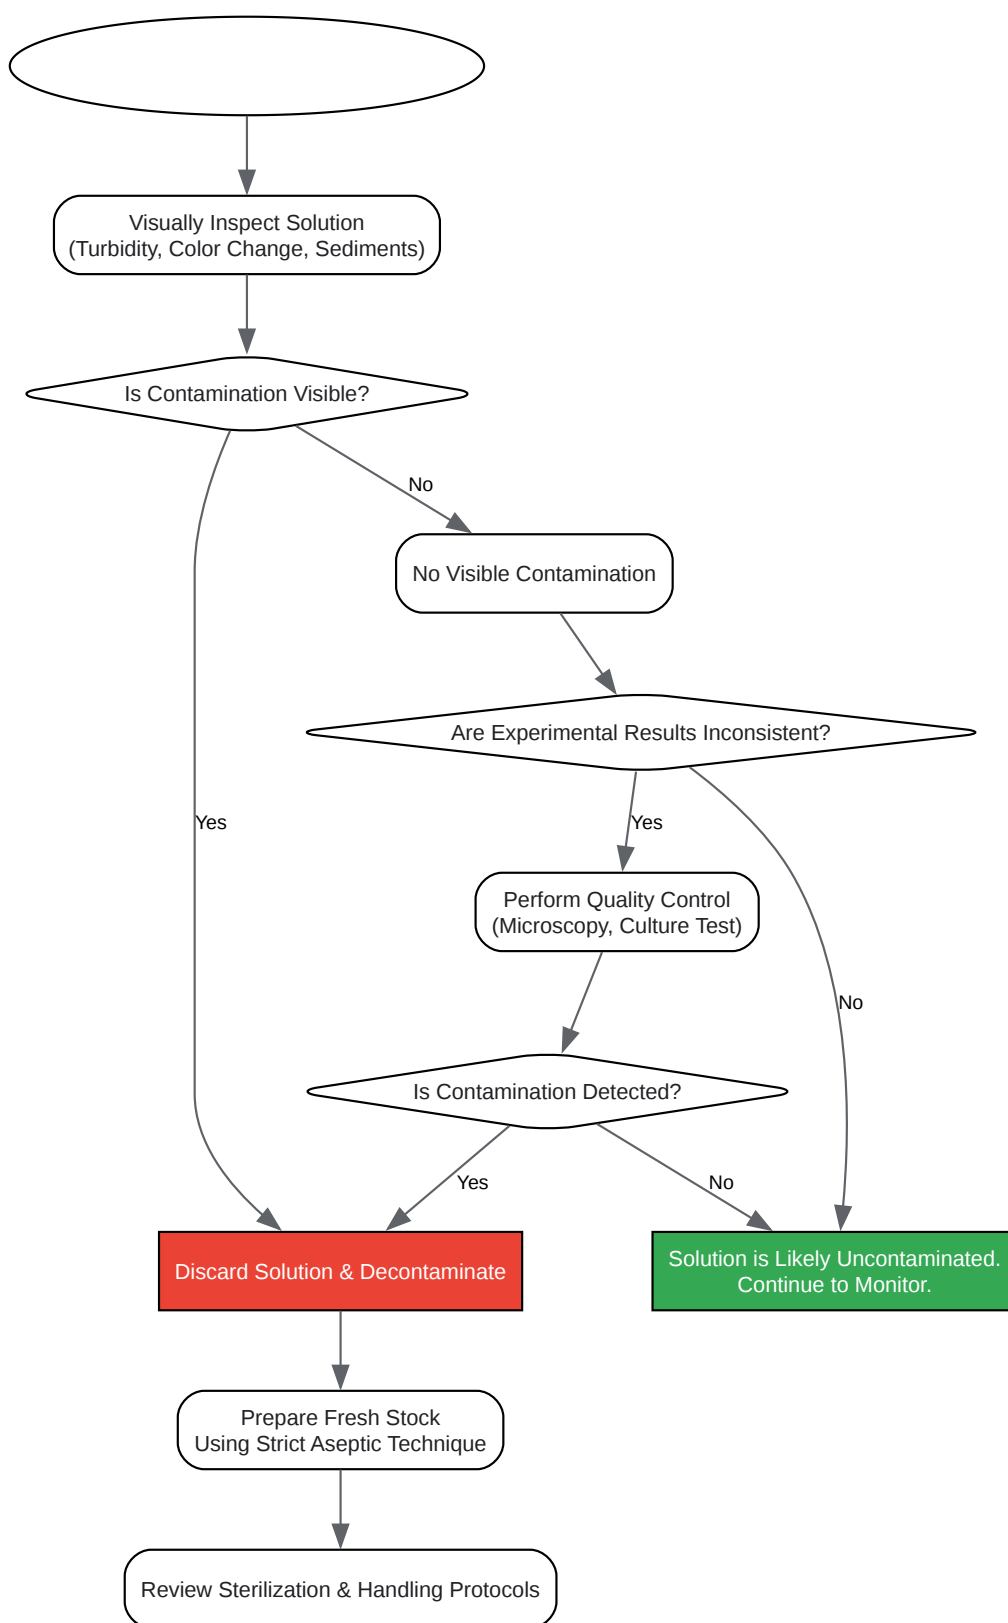 Visually Inspect Solution
(Turbidity, Color Change, Sediments)
Is Contamination Visible?
No
No Visible Contamination
Are Experimental Results Inconsistent?
Yes
Yes
Perform Quality Control
(Microscopy, Culture Test)
No
Is Contamination Detected?
Yes
No
Discard Solution & Decontaminate
Solution is Likely Uncontaminated.
Continue to Monitor.
Prepare Fresh Stock
Using Strict Aseptic Technique
Review Sterilization & Handling Protocols